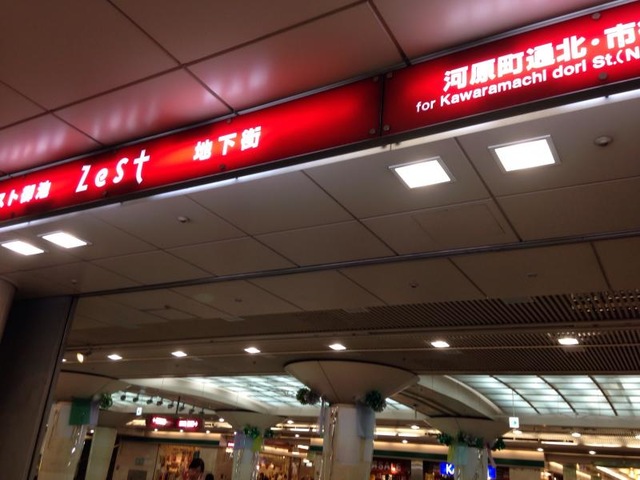 スト御池 Zest 地下街
河原町通北・市
for Kawaramachi dori St.(N